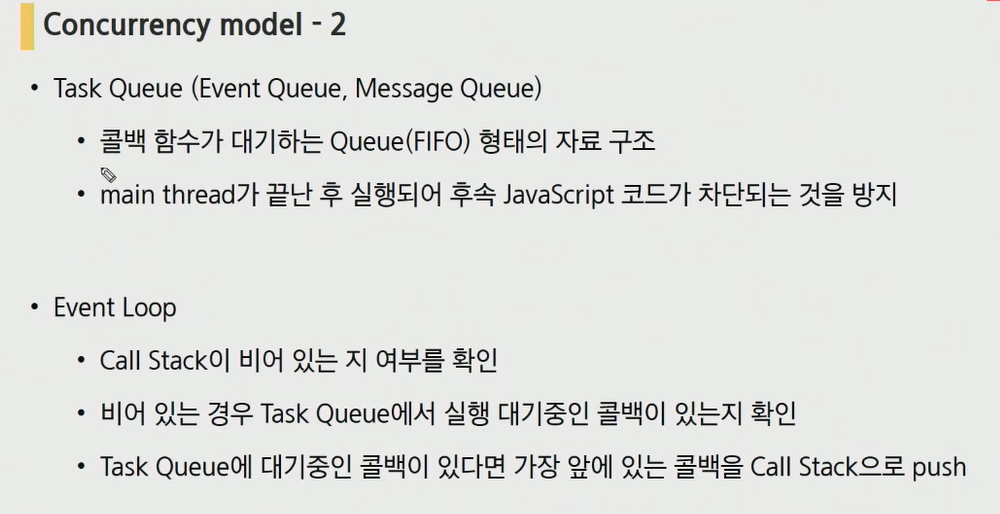 Concurrency model - 2
• Task Queue (Event Queue, Message Queue)
• 콜백 함수가 대기하는 Queue(FIFO) 형태의 자료 구조
• main thread가 끝난 후 실행되어 후속 JavaScript 코드가 차단되는 것을 방지
• Event Loop
• Call Stack이 비어 있는 지 여부를 확인
• 비어 있는 경우 Task Queue에서 실행 대기중인 콜백이 있는지 확인
• Task Queue에 대기중인 콜백이 있다면 가장 앞에 있는 콜백을 Call Stack으로 push